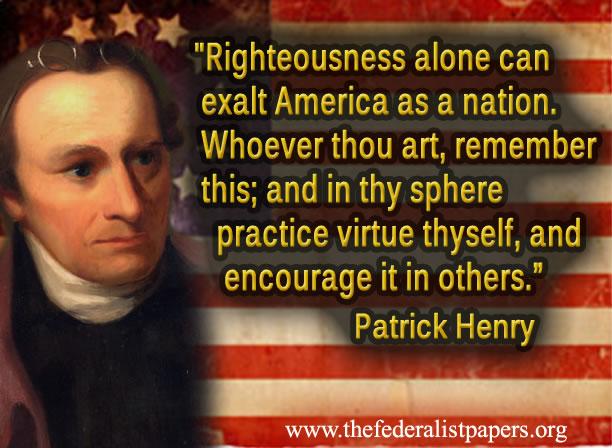 "Righteousness alone can
exalt America as a nation.
Whoever thou art, remember
this; and in thy sphere
practice virtue thyself, and
encourage it in others.”
Patrick Henry
www.thefederalistpapers.org